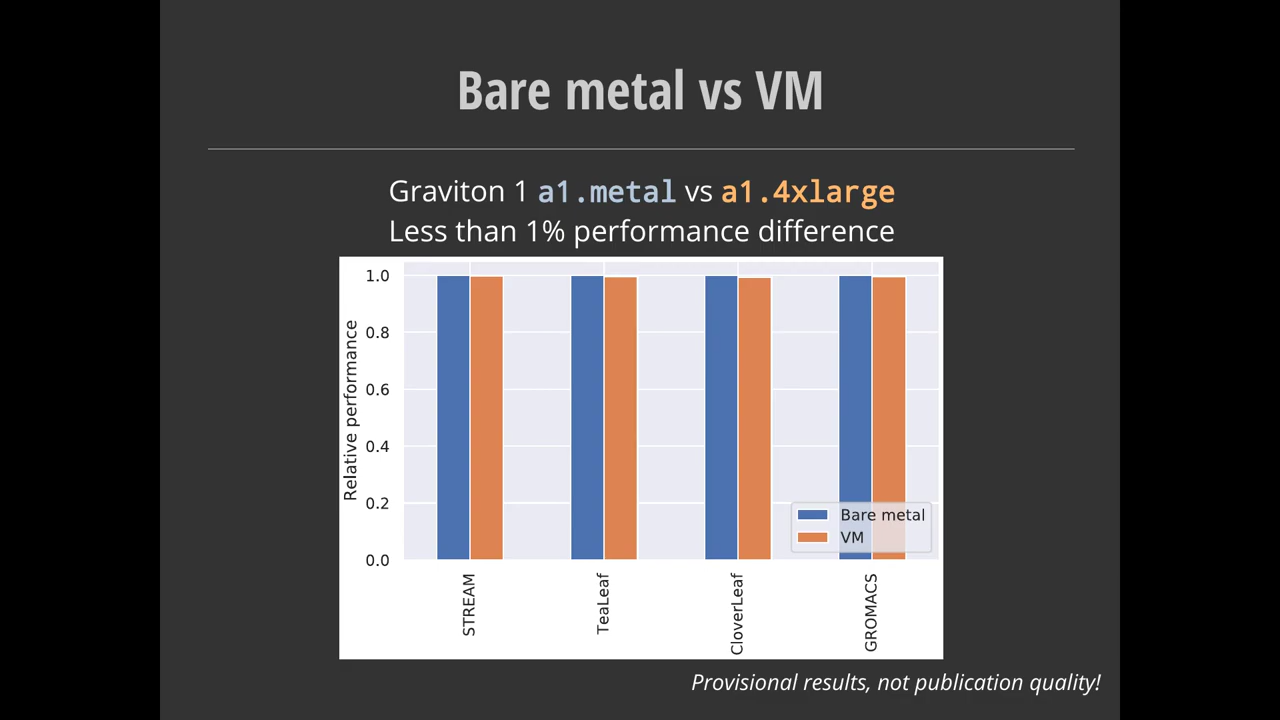 Bare metal vs VM
Graviton 1 a1.metal vs a1.4xlarge
Less than 1% performance difference
Relative performance
1.0
0.8
0.6
0.4
0.2
0.0
Bare metal
VM
STREAM
TeaLeaf
CloverLeaf
GROMACS
Provisional results, not publication quality!